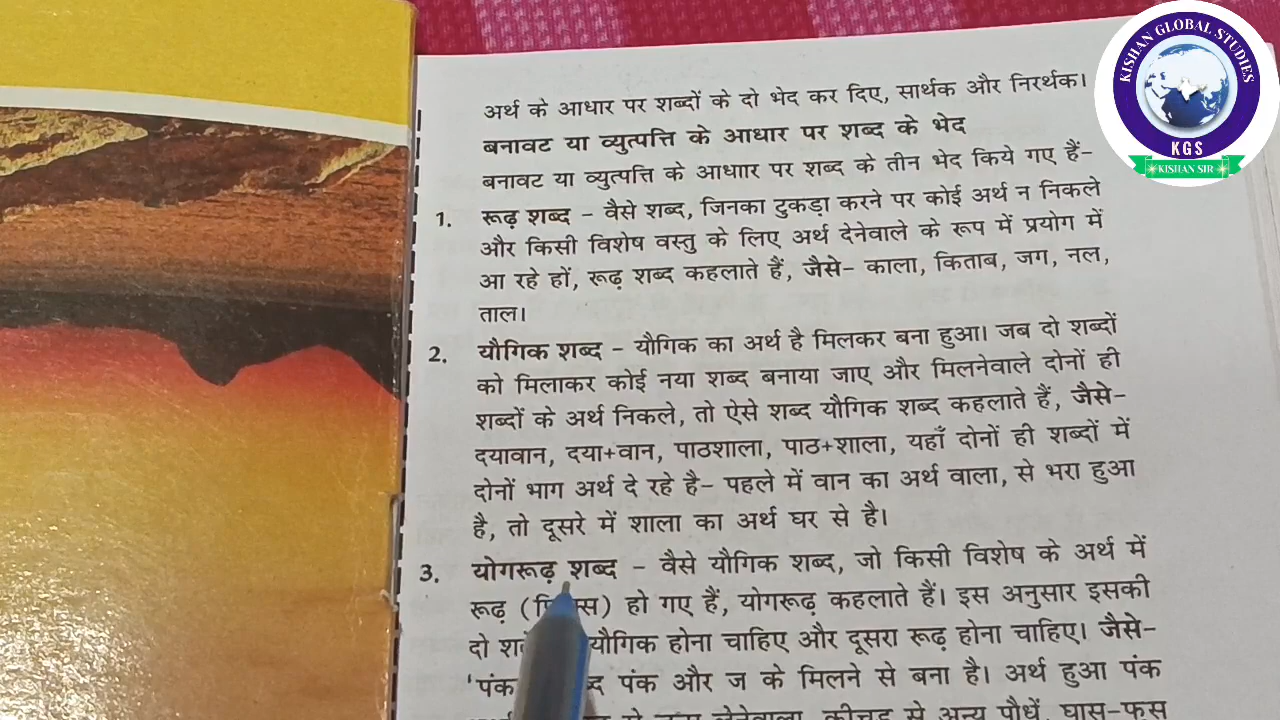 अर्थ के आधार पर शब्दों के दो भेद कर दिए, सार्थक और निरर्थक।
बनावट या व्युत्पत्ति के आधार पर शब्द के भेद
बनावट या व्युत्पत्ति के आधाार पर शब्द के तीन भेद किये गए हैं–
1. रूढ़ शब्द – वैसे शब्द, जिनका टुकड़ा करने पर कोई अर्थ न निकले
और किसी विशेष वस्तु के लिए अर्थ देनेवाले के रूप में प्रयोग में
आ रहे हों, रूढ़ शब्द कहलाते हैं, जैसे– काला, किताब, जग, नल,
ताल।
2. यौगिक शब्द – यौगिक का अर्थ है मिलकर बना हुआ। जब दो शब्दों
को मिलाकर कोई नया शब्द बनाया जाए और मिलनेवाले दोनों ही
शब्दों के अर्थ निकले, तो ऐसे शब्द यौगिक शब्द कहलाते हैं, जैसे–
दयावान, दया+वान, पाठशाला, पाठ+शाला, यहाँ दोनों ही शब्दों में
दोनों भाग अर्थ दे रहे है– पहले में वान का अर्थ वाला, से भरा हुआ
है, तो दूसरे में शाला का अर्थ घर से है।
3. योगरूढ़ शब्द – वैसे यौगिक शब्द, जो किसी विशेष के अर्थ में
रूढ़ हो गए हैं, योगरूढ़ कहलाते हैं। इस अनुसार इसकी
दो यौगिक होना चाहिए और दूसरा रूढ़ होना चाहिए। जैसे–
पंक और ज के मिलने से बना है। अर्थ हुआ पंक
कीचड़ से अन्य पौधें, घास-फूस
KISHAN GLOBAL STUDIES
KGS
KISHAN SIR